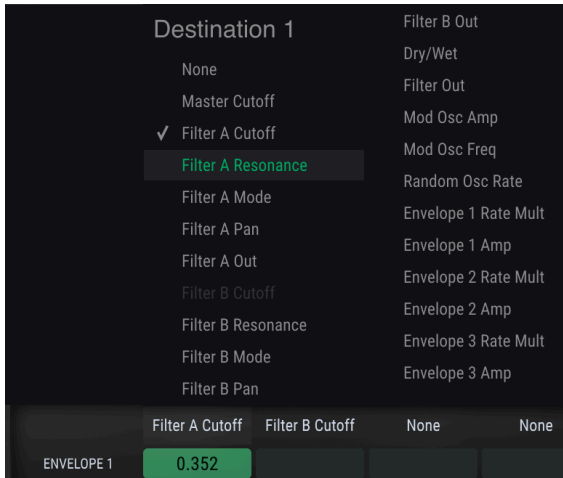 Destination 1
None
Master Cutoff
✓ Filter A Cutoff
Filter A Resonance
Filter A Mode
Filter A Pan
Filter A Out
Filter B Cutoff
Filter B Resonance
Filter B Mode
Filter B Pan
Filter B Out
Dry/Wet
Filter Out
Mod Osc Amp
Mod Osc Freq
Random Osc Rate
Envelope 1 Rate Mult
Envelope 1 Amp
Envelope 2 Rate Mult
Envelope 2 Amp
Envelope 3 Rate Mult
Envelope 3 Amp
Filter A Cutoff Filter B Cutoff None None
ENVELOPE 1 0.352